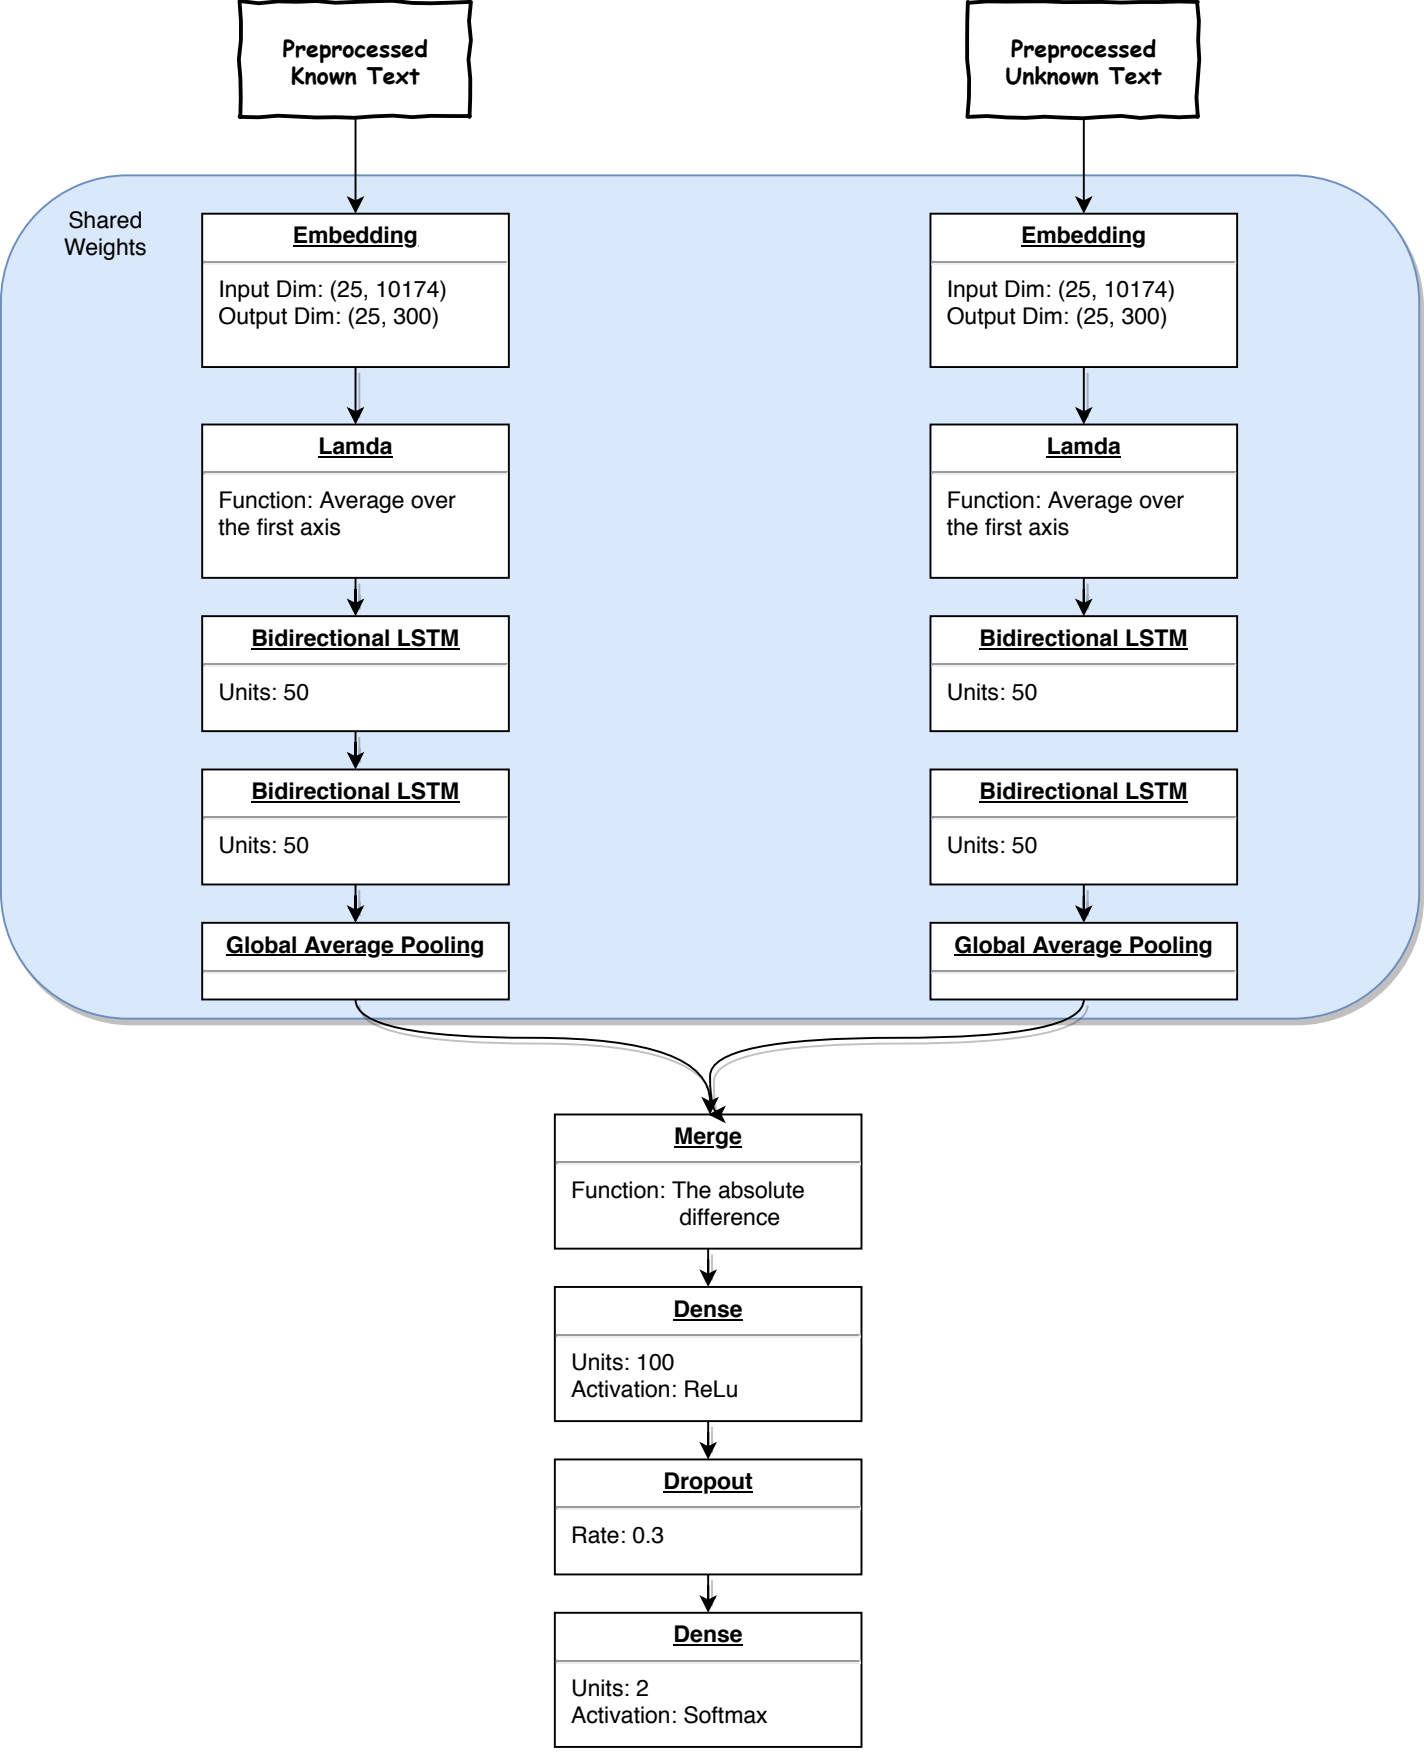 Preprocessed
Known Text
Preprocessed
Unknown Text
Shared
Weights
Embedding
Input Dim: (25, 10174)
Output Dim: (25, 300)
Embedding
Input Dim: (25, 10174)
Output Dim: (25, 300)
Lamda
Function: Average over
the first axis
Lamda
Function: Average over
the first axis
Bidirectional LSTM
Units: 50
Bidirectional LSTM
Units: 50
Bidirectional LSTM
Units: 50
Bidirectional LSTM
Units: 50
Global Average Pooling
Global Average Pooling
Merge
Function: The absolute
difference
Dense
Units: 100
Activation: ReLu
Dropout
Rate: 0.3
Dense
Units: 2
Activation: Softmax